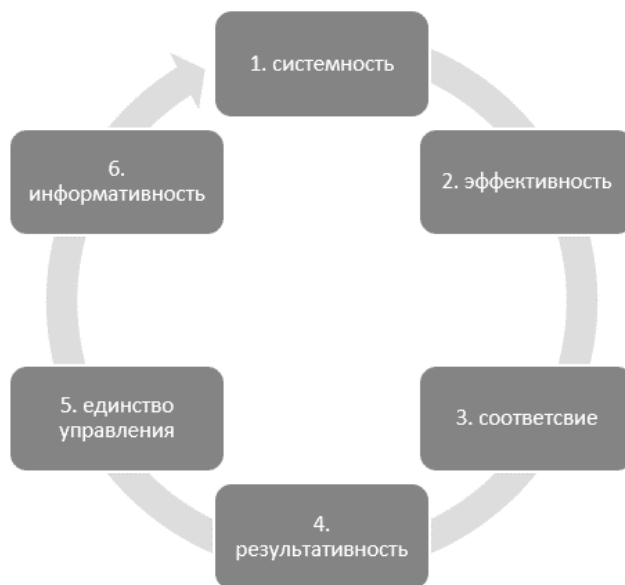 1. системность
2. эффективность
3. соответсвие
4.
результативность
5. единство
управления
6.
информативность